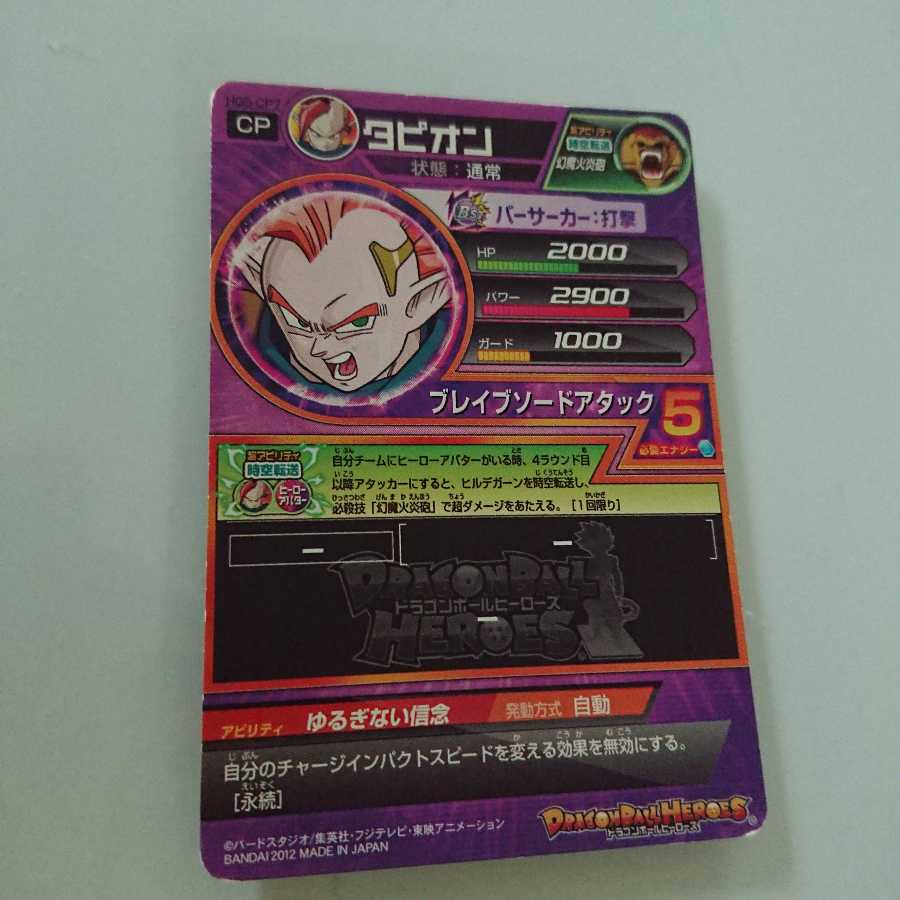 HG6-CP7
CP
タピオン
状態：通常
超アビリティ
時空転送
幻魔火炎砲
Bs
バーサーカー：打撃
HP 2000
パワー 2900
ガード 1000
ブレイブソードアタック 5
必要エナジー
超アビリティ
時空転送
ヒーローアバター
自分チームにヒーローアバターがいる時、4ラウンド目
以降アタッカーにすると、ヒルデガーンを時空転送し、
必殺技「幻魔火炎砲」で超ダメージをあたえる。[1回限り]
ー
ー
DRAGONBALL
ドラゴンボールヒーローズ
ー
HEROES
アビリティ ゆるぎない信念 発動方式 自動
自分のチャージインパクトスピードを変える効果を無効にする。
[永続]
DRAGONBALL HEROES
ドラゴンボールヒーローズ
©バードスタジオ/集英社・フジテレビ・東映アニメーション
BANDAI 2012 MADE IN JAPAN